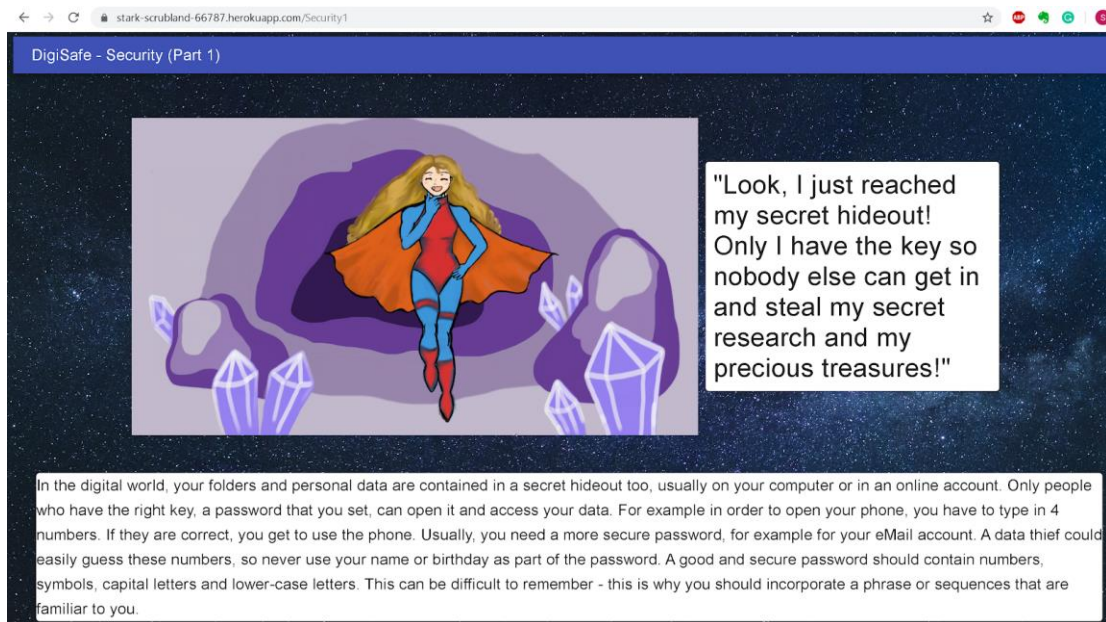 stark-scrubland-66787.herokuapp.com/Security1
ABP
G
S
DigiSafe - Security (Part 1)
"Look, I just reached
my secret hideout!
Only I have the key so
nobody else can get in
and steal my secret
research and my
precious treasures!"
In the digital world, your folders and personal data are contained in a secret hideout too, usually on your computer or in an online account. Only people
who have the right key, a password that you set, can open it and access your data. For example in order to open your phone, you have to type in 4
numbers. If they are correct, you get to use the phone. Usually, you need a more secure password, for example for your eMail account. A data thief could
easily guess these numbers, so never use your name or birthday as part of the password. A good and secure password should contain numbers,
symbols, capital letters and lower-case letters. This can be difficult to remember - this is why you should incorporate a phrase or sequences that are
familiar to you.